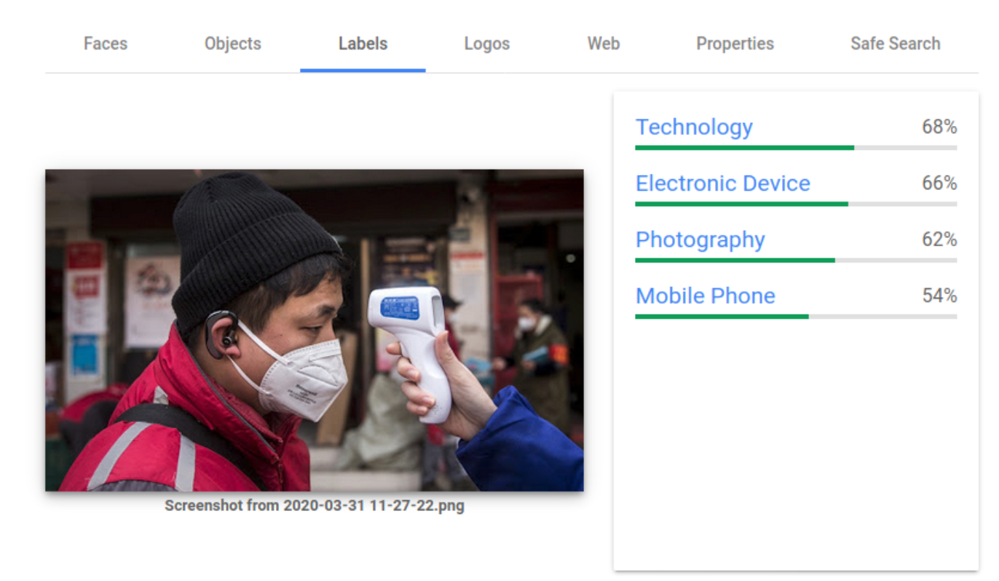 Faces Objects Labels Logos Web Properties Safe Search
Technology 68%
Electronic Device 66%
Photography 62%
Mobile Phone 54%
Screenshot from 2020-03-31 11-27-22.png